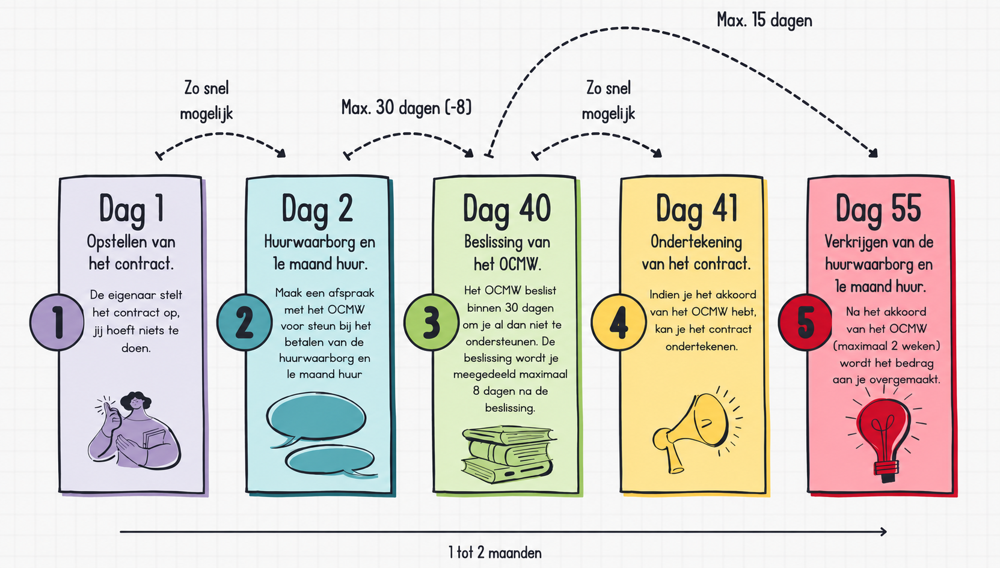 Max. 15 dagen
Zo snel
mogelijk
Max. 30 dagen (-8)
Zo snel
mogelijk
Dag 1
Opstellen van
het contract.
1
De eigenaar stelt
het contract op,
jij hoeft niets te
doen.
Dag 2
Huurwaarborg en
1e maand huur.
2
Maak een afspraak
met het OCMW
voor steun bij het
betalen van de
huurwaarborg en
1e maand huur
Dag 40
Beslissing van
het OCMW.
3
Het OCMW beslist
binnen 30 dagen
om je al dan niet te
ondersteunen. De
beslissing wordt je
meegedeeld maximaal
8 dagen na de
beslissing.
Dag 41
Ondertekening
van het contract.
4
Indien je het akkoord
van het OCMW hebt,
kan je het contract
ondertekenen.
Dag 55
Verkrijgen van de
huurwaarborg en
1e maand huur.
5
Na het akkoord
van het OCMW
(maximaal 2 weken)
wordt het bedrag
aan je overgemaakt.
1 tot 2 maanden